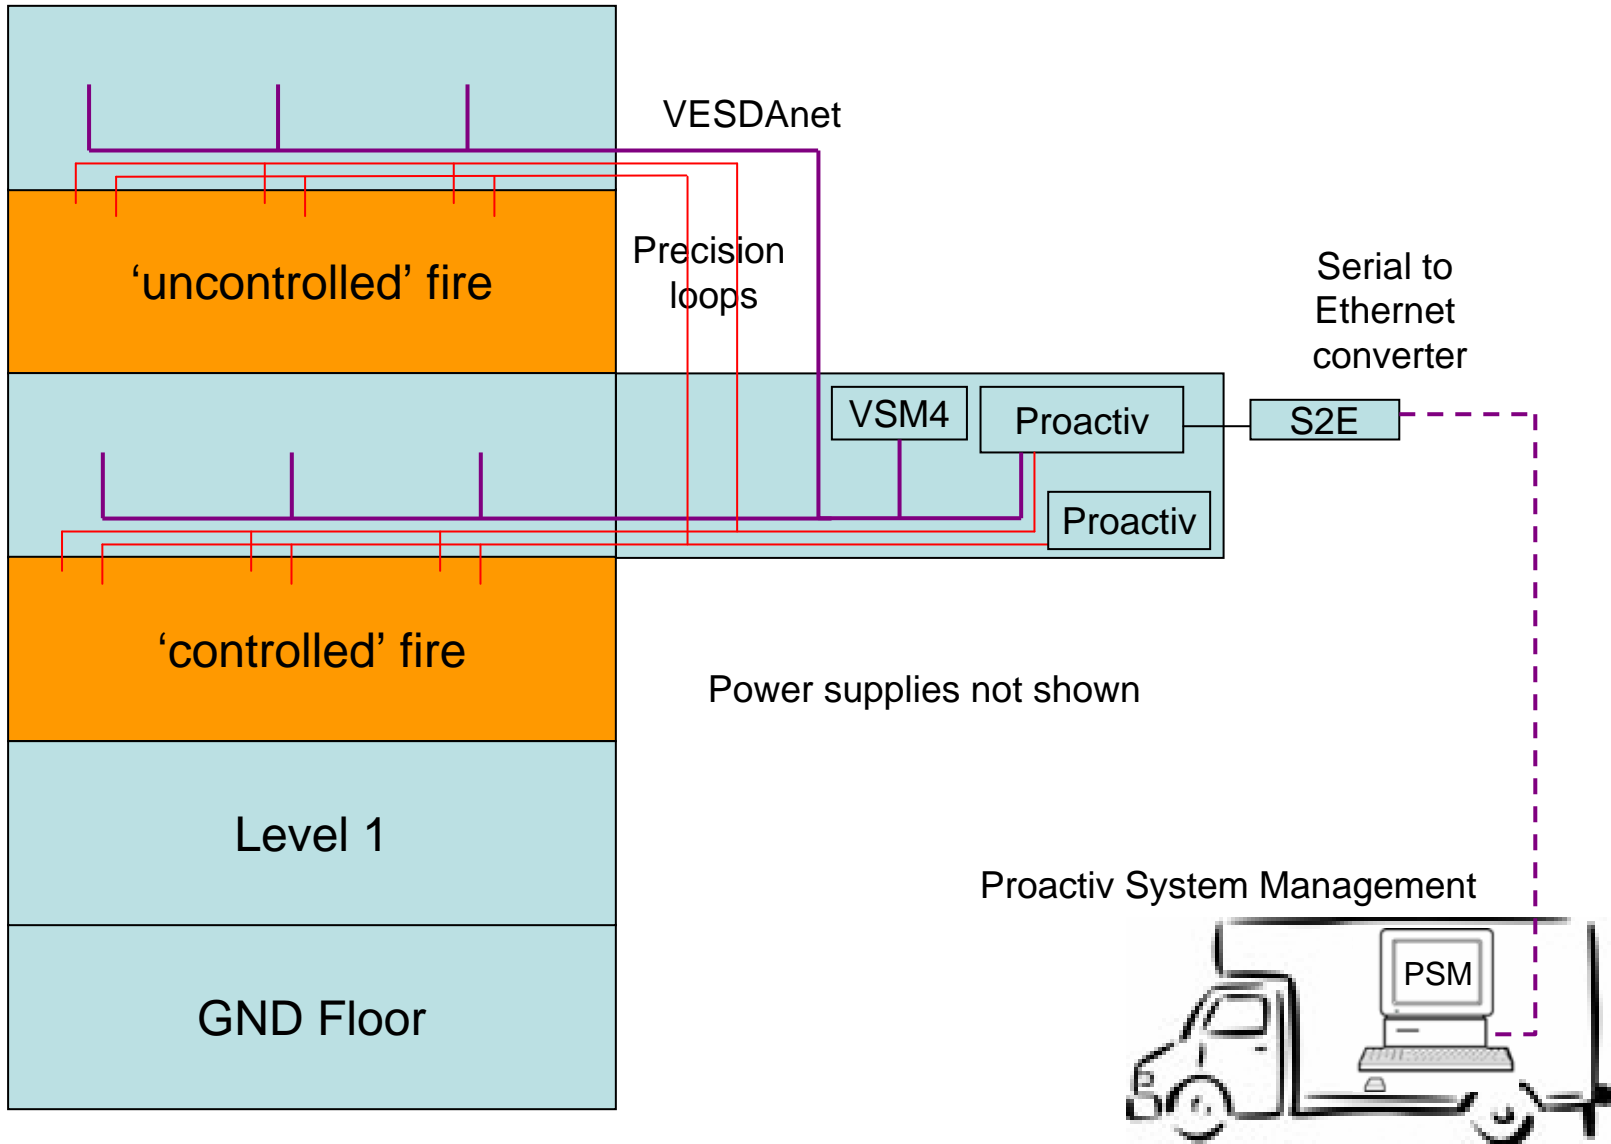 VESDAnet
‘uncontrolled’ fire
Precision
loops
Serial to
Ethernet
converter
VSM4
Proactiv
S2E
Proactiv
‘controlled’ fire
Power supplies not shown
Level 1
Proactiv System Management
PSM
GND Floor